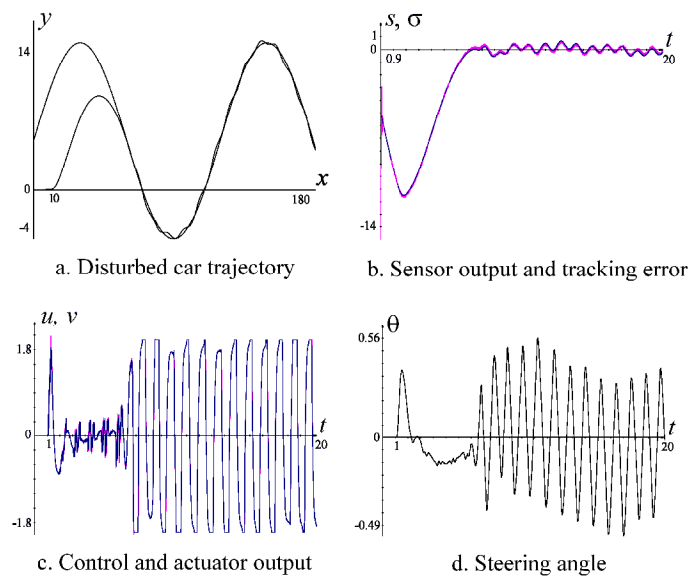 y
14
0
-4
10
180
x
a. Disturbed car trajectory
s, σ
1
0
0.9
t
20
-14
b. Sensor output and tracking error
u, v
1.8
0
-1.8
1
t
20
c. Control and actuator output
θ
0.56
0
-0.49
1
t
20
d. Steering angle